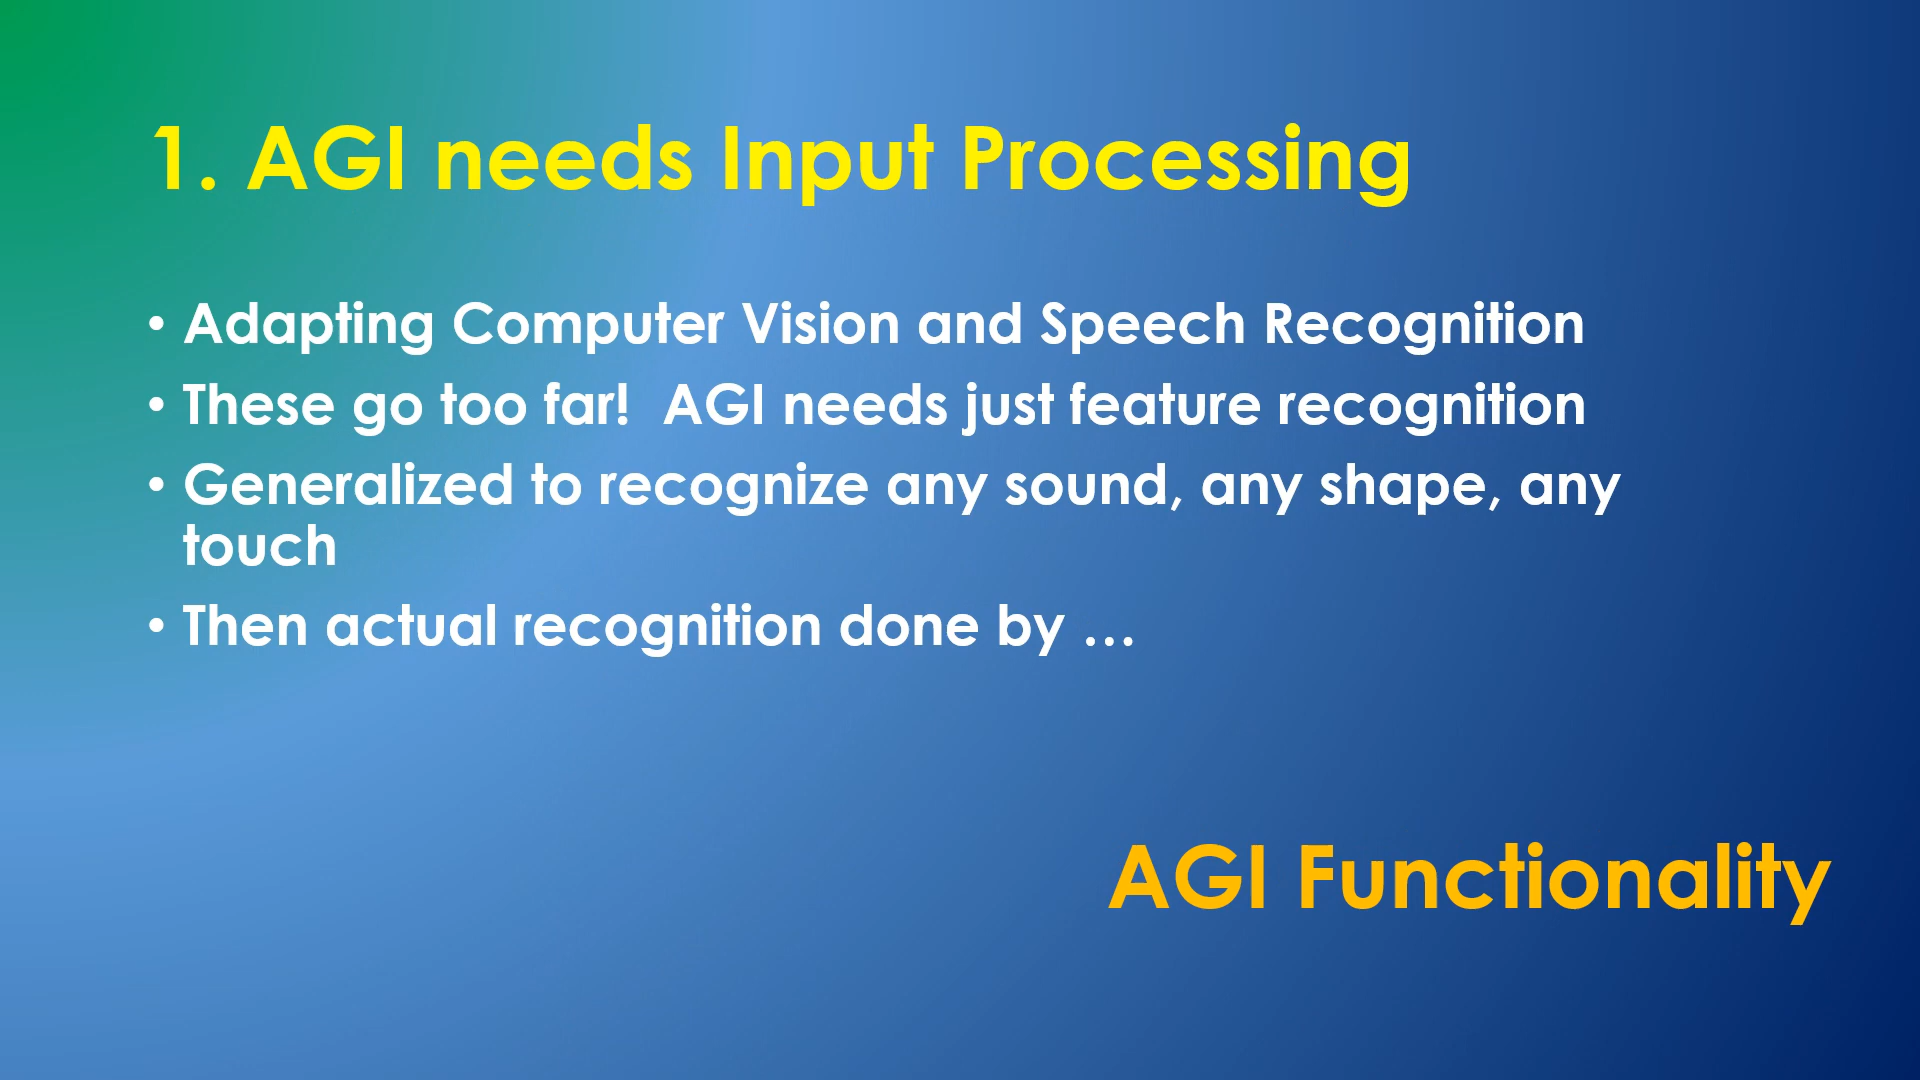 1. AGI needs Input Processing
• Adapting Computer Vision and Speech Recognition
• These go too far!  AGI needs just feature recognition
• Generalized to recognize any sound, any shape, any
touch
• Then actual recognition done by …
AGI Functionality